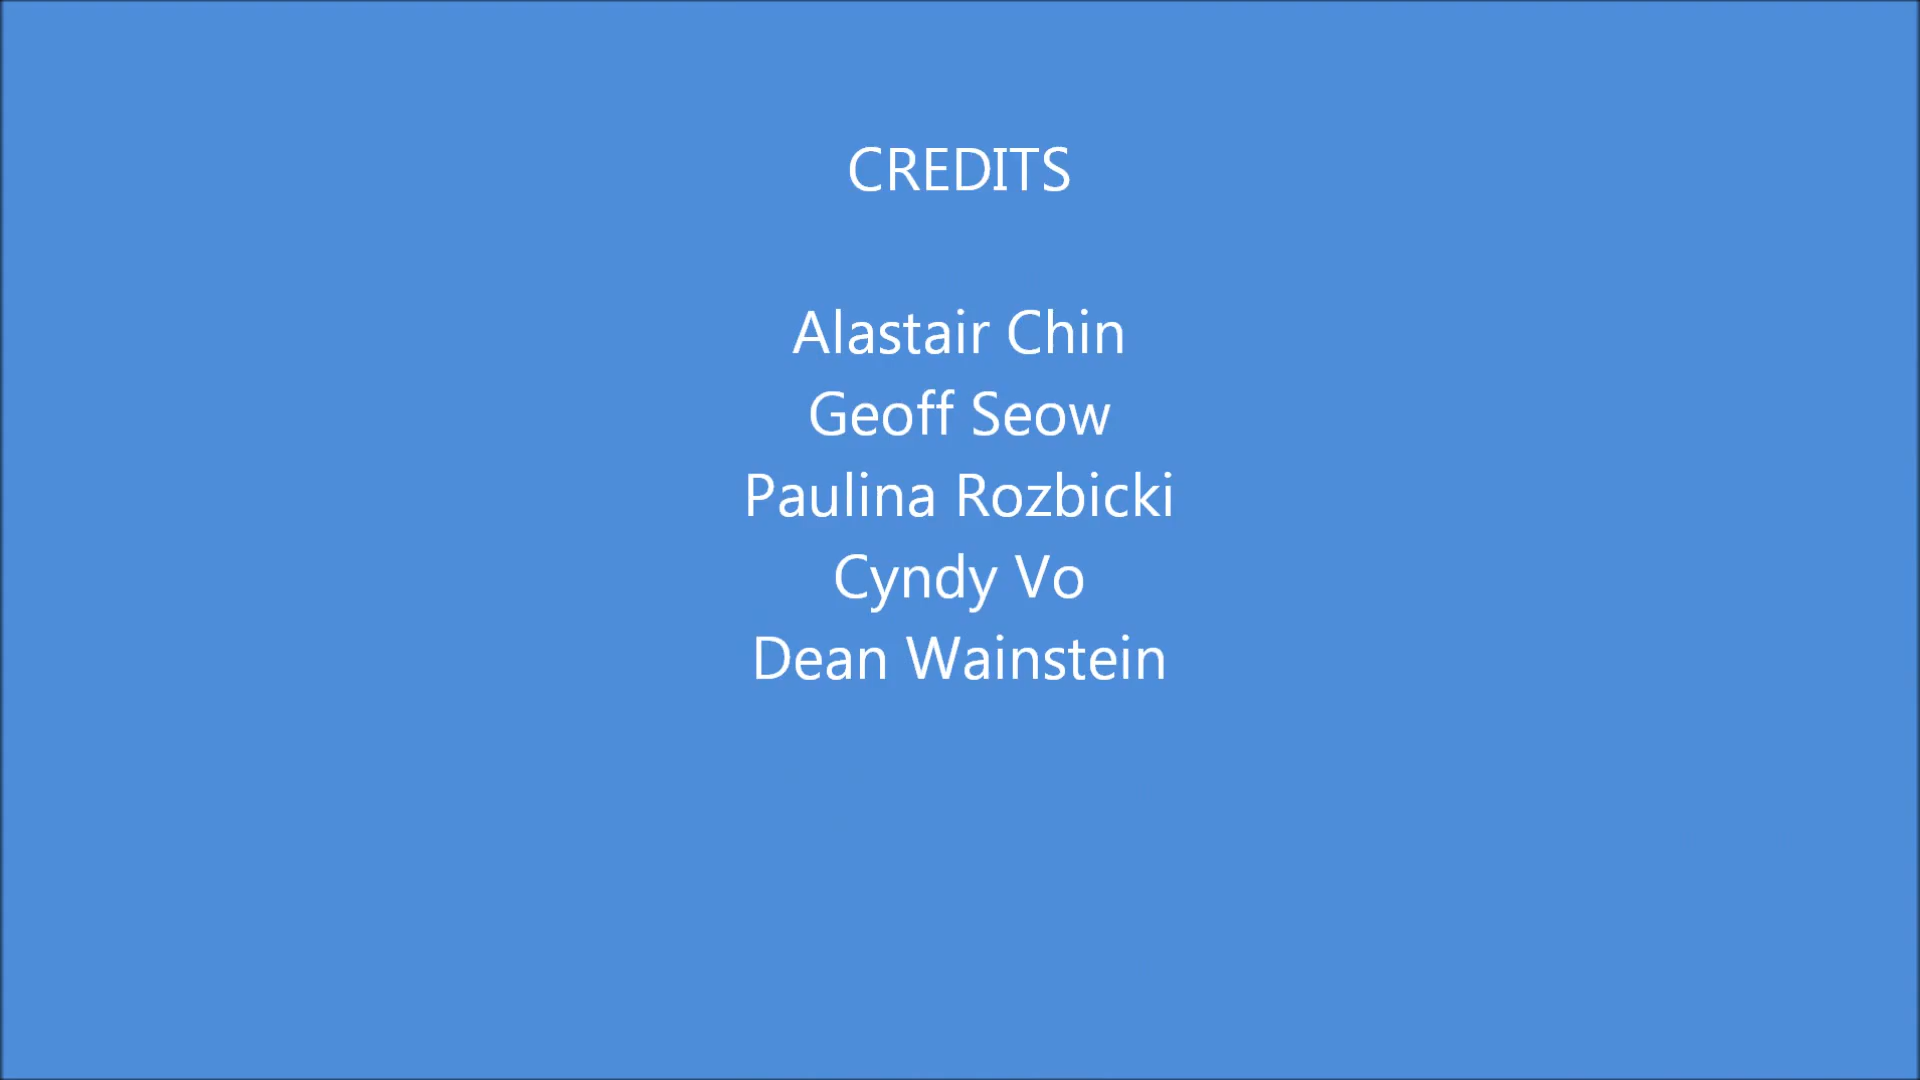 CREDITS
Alastair Chin
Geoff Seow
Paulina Rozbicki
Cyndy Vo
Dean Wainstein